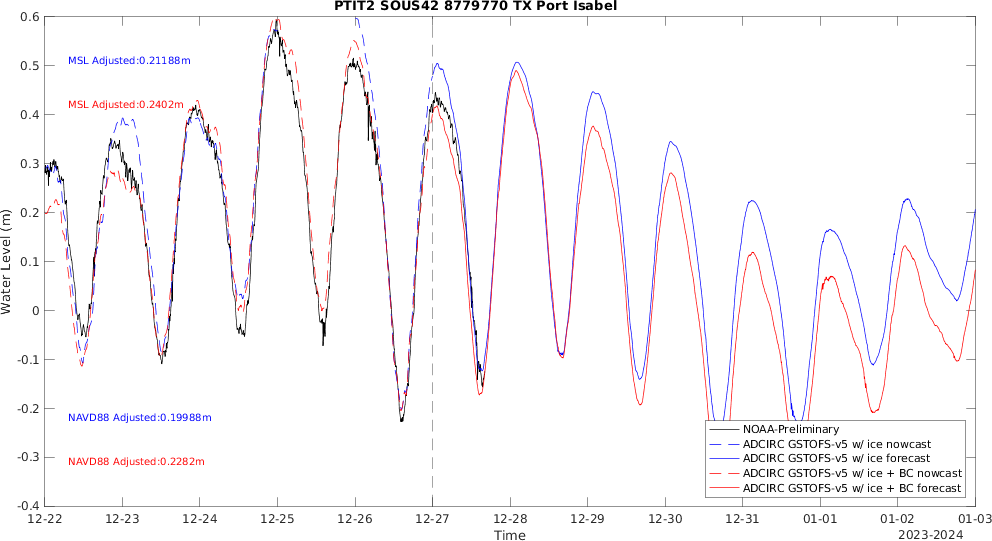 PTIT2 SOUS42 8779770 TX Port Isabel
0.6
0.5
0.4
0.3
0.2
0.1
0
-0.1
-0.2
-0.3
-0.4
Water Level (m)
MSL Adjusted:0.21188m
MSL Adjusted:0.2402m
NAVD88 Adjusted:0.19988m
NAVD88 Adjusted:0.2282m
NOAA-Preliminary
ADCIRC GSTOFS-v5 w/ ice nowcast
ADCIRC GSTOFS-v5 w/ ice forecast
ADCIRC GSTOFS-v5 w/ ice + BC nowcast
ADCIRC GSTOFS-v5 w/ ice + BC forecast
12-22 12-23 12-24 12-25 12-26 12-27 12-28 12-29 12-30 12-31 01-01 01-02 01-03
Time
2023-2024